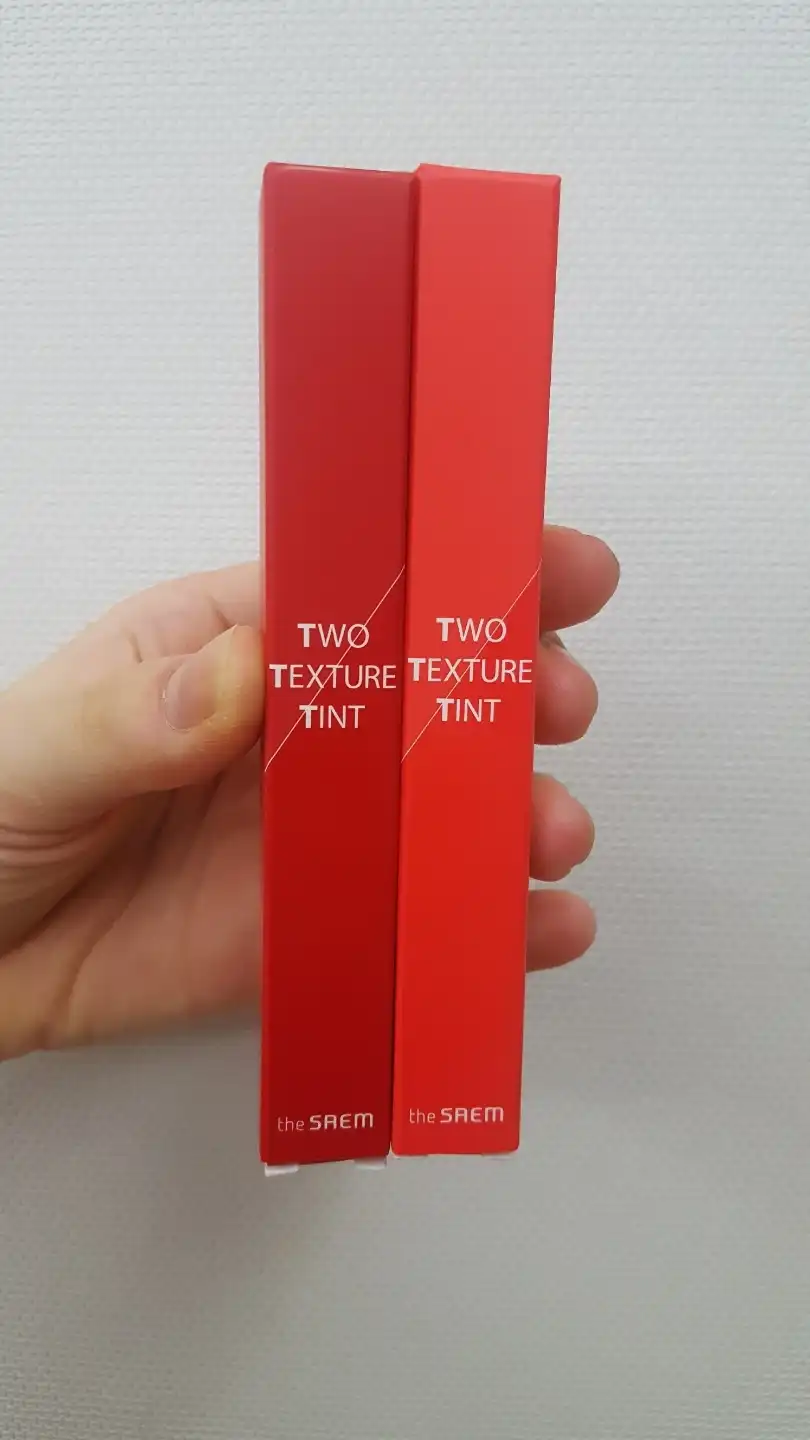 TWO
TEXTURE
TINT
the SAEM
TWO
TEXTURE
TINT
the SAEM